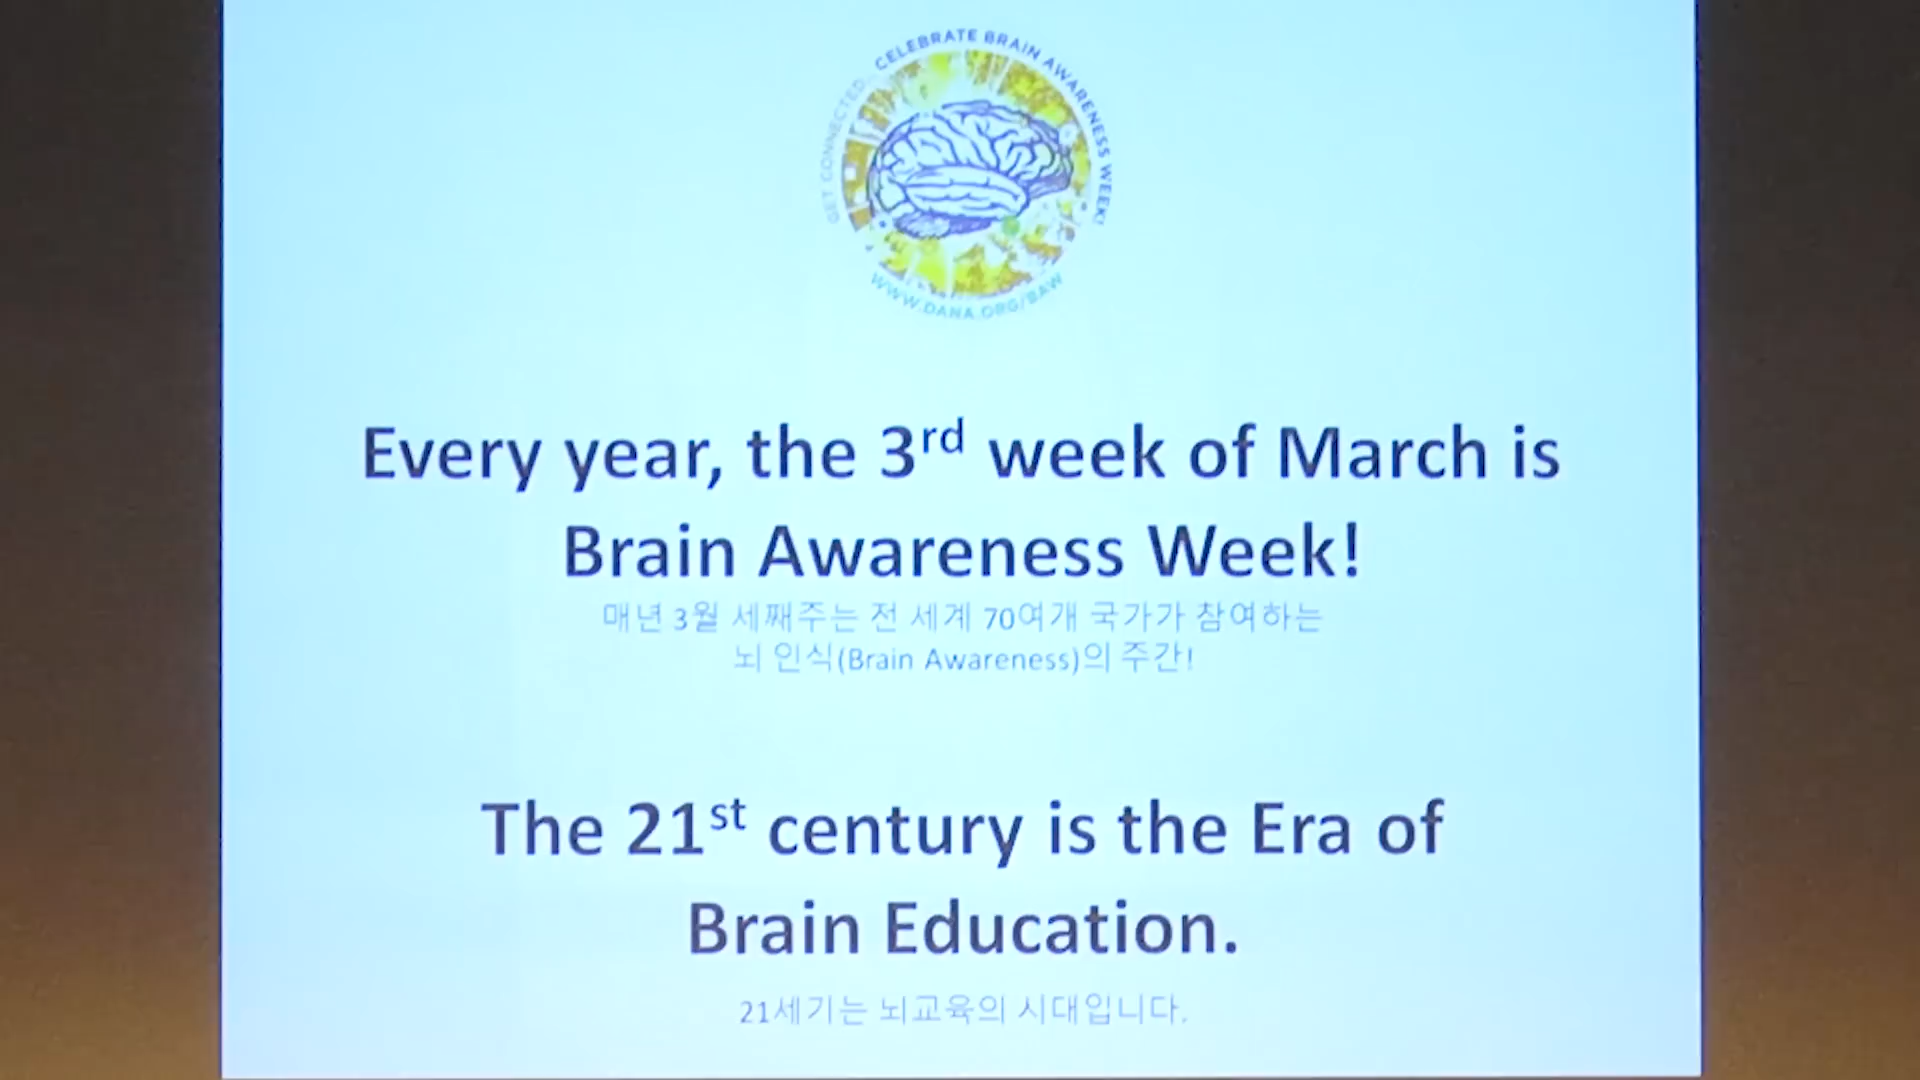 GET CONNECTED. CELEBRATE BRAIN AWARENESS WEEK!
WWW.DANA.ORG/BAW
Every year, the 3rd week of March is
Brain Awareness Week!
매년 3월 세째주는 전 세계 70여개 국가가 참여하는
뇌 인식(Brain Awareness)의 주간!
The 21st century is the Era of
Brain Education.
21세기는 뇌교육의 시대입니다.